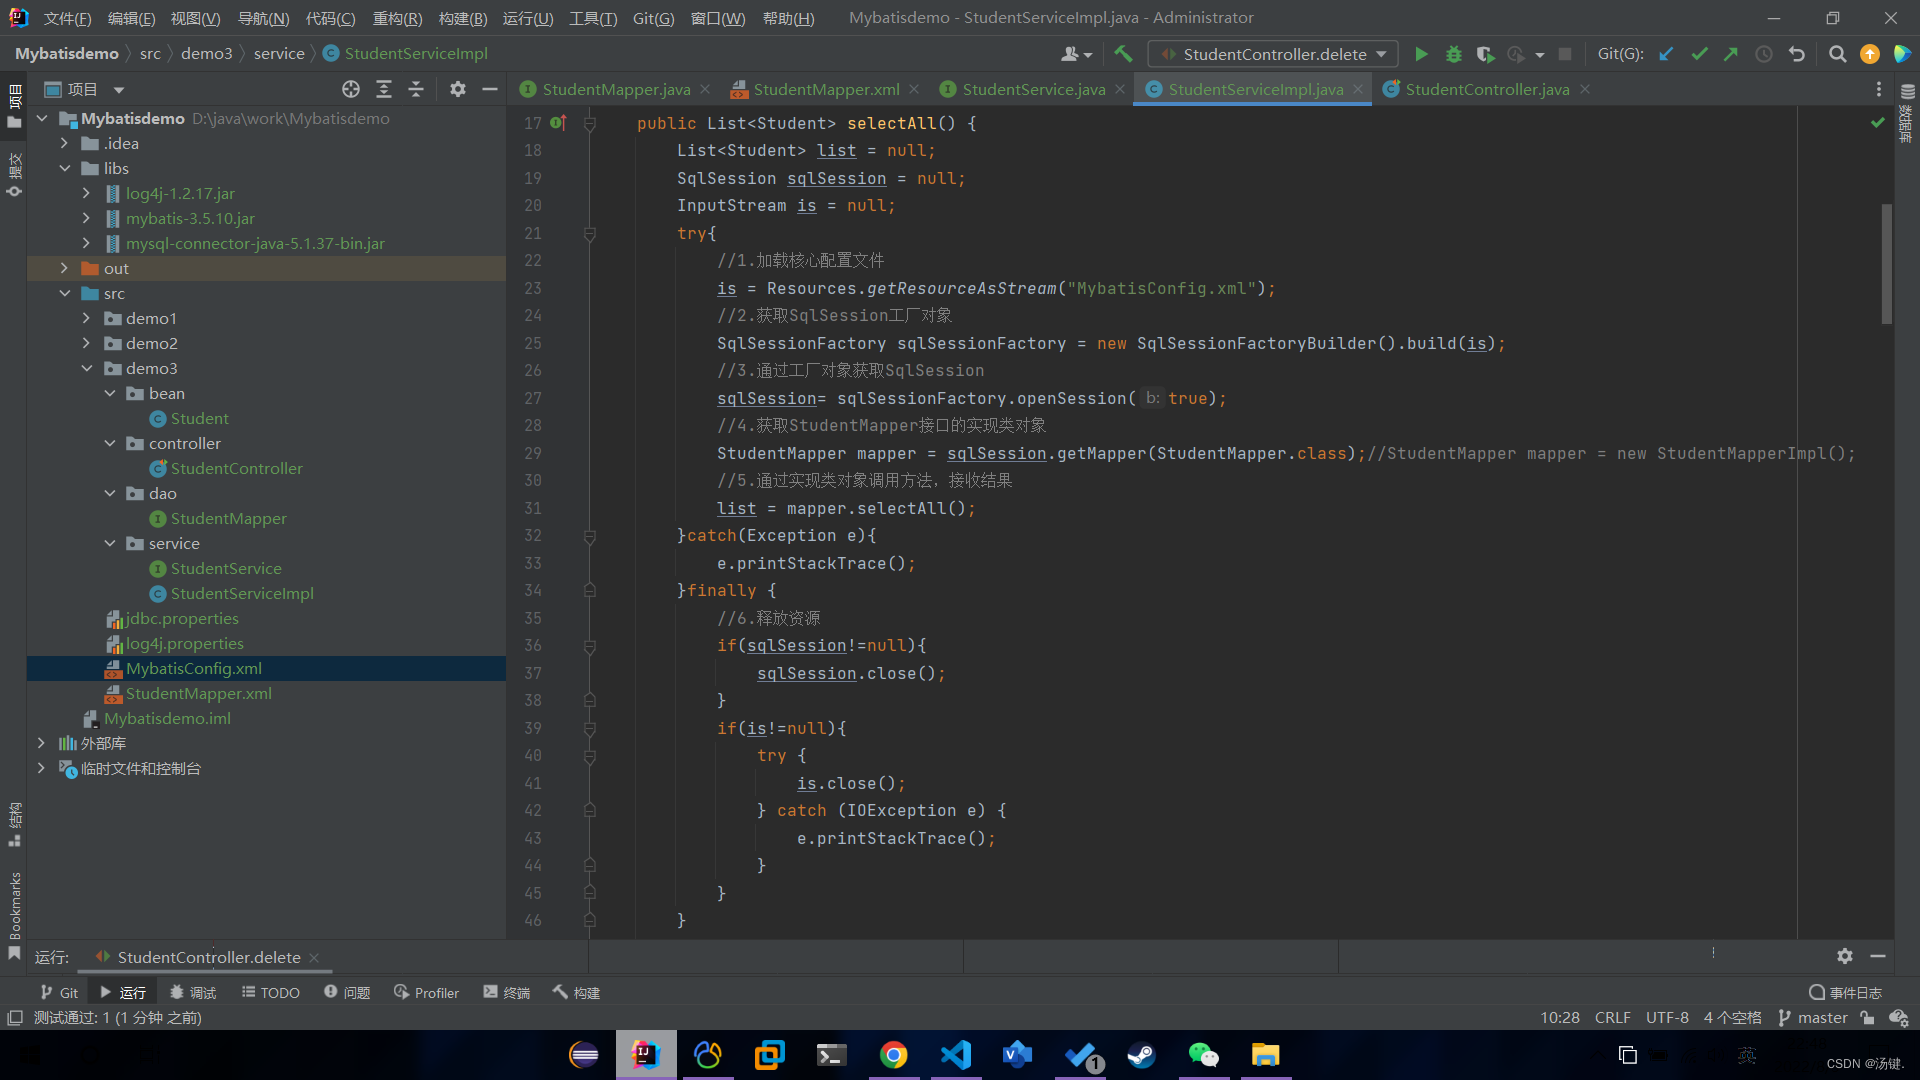 文件(F) 编辑(E) 视图(V) 导航(N) 代码(C) 重构(R) 构建(B) 运行(U) 工具(T) Git(G) 窗口(W) 帮助(H) Mybatisdemo - StudentServiceImpl.java - Administrator
Mybatisdemo src demo3 service StudentServiceImpl StudentController.delete Git(G):
项目 StudentMapper.java StudentMapper.xml StudentService.java StudentServiceImpl.java StudentController.java
项目
提交
结构
Bookmarks
数据库
Mybatisdemo D:\java\work\Mybatisdemo
.idea
libs
log4j-1.2.17.jar
mybatis-3.5.10.jar
mysql-connector-java-5.1.37-bin.jar
out
src
demo1
demo2
demo3
bean
Student
controller
StudentController
dao
StudentMapper
service
StudentService
StudentServiceImpl
jdbc.properties
log4j.properties
MybatisConfig.xml
StudentMapper.xml
Mybatisdemo.iml
外部库
临时文件和控制台
17 public List<Student> selectAll() {
18 List<Student> list = null;
19 SqlSession sqlSession = null;
20 InputStream is = null;
21 try{
22 //1.加载核心配置文件
23 is = Resources.getResourceAsStream("MybatisConfig.xml");
24 //2.获取SqlSession工厂对象
25 SqlSessionFactory sqlSessionFactory = new SqlSessionFactoryBuilder().build(is);
26 //3.通过工厂对象获取SqlSession
27 sqlSession= sqlSessionFactory.openSession( b: true);
28 //4.获取StudentMapper接口的实现类对象
29 StudentMapper mapper = sqlSession.getMapper(StudentMapper.class);//StudentMapper mapper = new StudentMapperImpl();
30 //5.通过实现类对象调用方法，接收结果
31 list = mapper.selectAll();
32 }catch(Exception e){
33 e.printStackTrace();
34 }finally {
35 //6.释放资源
36 if(sqlSession!=null){
37 sqlSession.close();
38 }
39 if(is!=null){
40 try {
41 is.close();
42 } catch (IOException e) {
43 e.printStackTrace();
44 }
45 }
46 }
运行: StudentController.delete
Git 运行 调试 TODO 问题 Profiler 终端 构建 事件日志
测试通过: 1 (1 分钟 之前) 10:28 CRLF UTF-8 4 个空格 master
1 英
CSDN @汤键.